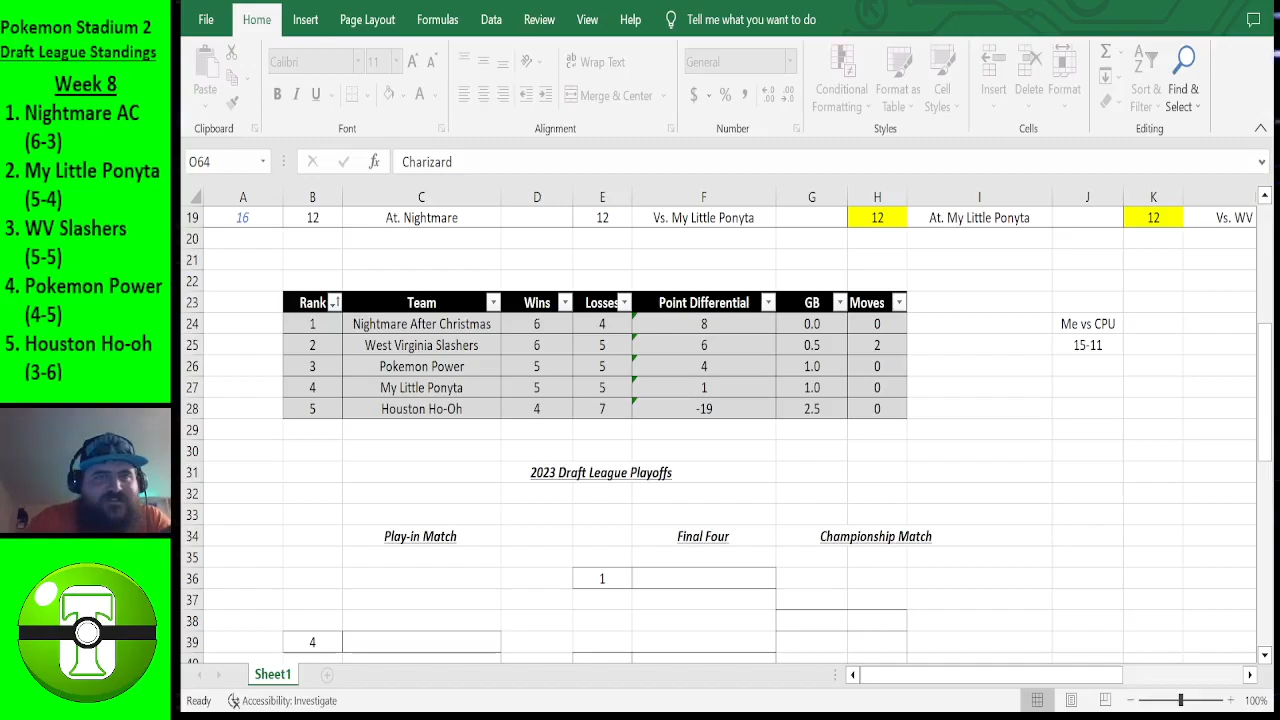 Pokemon Stadium 2
Draft League Standings
Week 8
1. Nightmare AC
(6-3)
2. My Little Ponyta
(5-4)
3. WV Slashers
(5-5)
4. Pokemon Power
(4-5)
5. Houston Ho-oh
(3-6)
T
File Home Insert Page Layout Formulas Data Review View Help Tell me what you want to do
Paste
Calibri 11
Wrap Text
General
B I U
Merge & Center
$ % ,
Conditional Formatting
Format as Table
Cell Styles
Insert Delete Format
Sort & Filter
Find & Select
Clipboard Font Alignment Number Styles Cells Editing
O64 fx Charizard
A B C D E F G H I J K L
19 16 12 At. Nightmare 12 Vs. My Little Ponyta 12 At. My Little Ponyta 12 Vs. WV
20
21
22
23 Rank Team Wins Losses Point Differential GB Moves
24 1 Nightmare After Christmas 6 4 8 0.0 0 Me vs CPU
25 2 West Virginia Slashers 6 5 6 0.5 2 15-11
26 3 Pokemon Power 5 5 4 1.0 0
27 4 My Little Ponyta 5 5 1 1.0 0
28 5 Houston Ho-Oh 4 7 -19 2.5 0
29
30
31 2023 Draft League Playoffs
32
33
34 Play-in Match Final Four Championship Match
35
36 1
37
38
39 4
40
Sheet1
Ready Accessibility: Investigate 100%